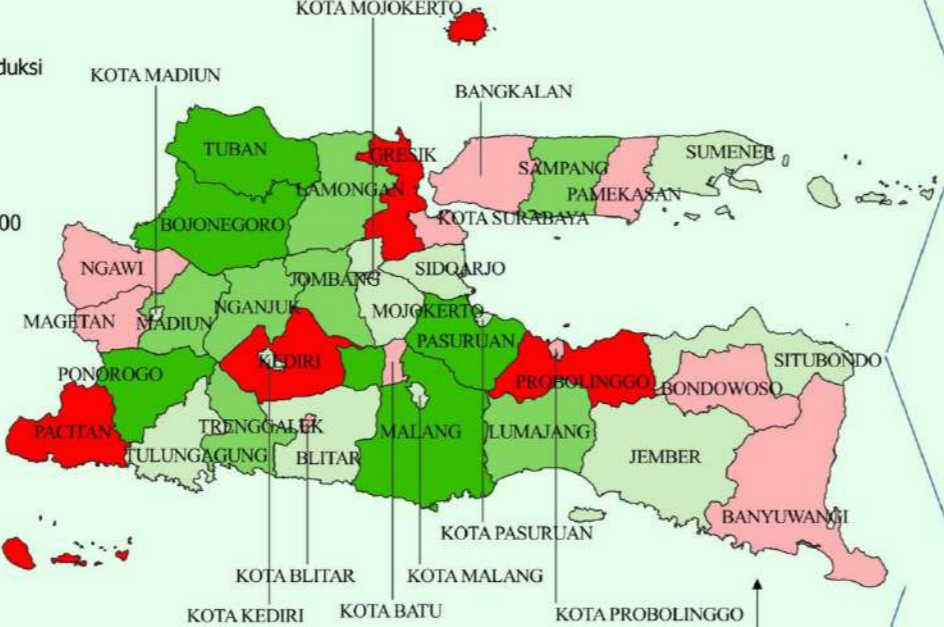 KOTA MOJOKERTO
duksi
KOTA MADIUN
BANGKALAN
TUBAN
GRESIK
SUMENEP
SAMPANG
LAMONGAN
PAMEKASAN
00
BOJONEGORO
KOTA SURABAYA
NGAWI
SIDOARJO
JOMBANG
NGANJUK
MOJOKERTO
MAGETAN
MADIUN
PASURUAN
KEDIRI
SITUBONDO
PONOROGO
PROBOLINGGO
BONDOWOSO
TRENGGALEK
PACITAN
MALANG
LUMAJANG
TULUNGAGUNG
BLITAR
JEMBER
BANYUWANGI
KOTA PASURUAN
KOTA BLITAR
KOTA MALANG
KOTA KEDIRI
KOTA BATU
KOTA PROBOLINGGO